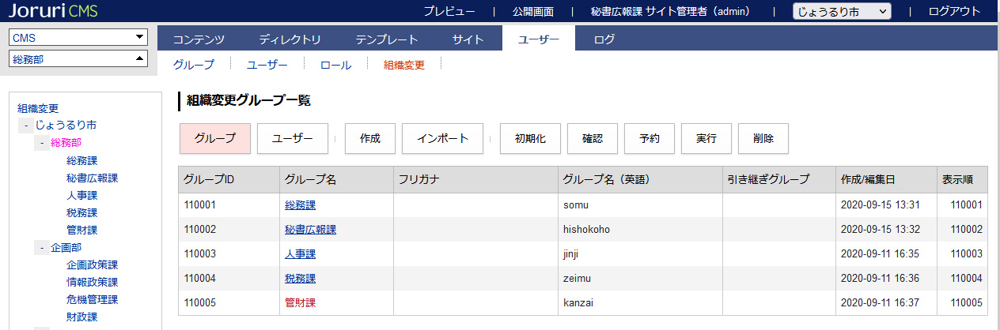 Joruri CMS
プレビュー | 公開画面 | 秘書広報課 サイト管理者（admin） | じょうるり市 | ログアウト
CMS
総務部
コンテンツ ディレクトリ テンプレート サイト ユーザー ログ
グループ ユーザー ロール 組織変更
組織変更
- じょうるり市
- 総務部
総務課
秘書広報課
人事課
税務課
管財課
- 企画部
企画政策課
情報政策課
危機管理課
財政課
組織変更グループ一覧
グループ ユーザー | 作成 インポート | 初期化 確認 予約 実行 削除
グループID グループ名 フリガナ グループ名（英語） 引き継ぎグループ 作成/編集日 表示順
110001 総務課 somu 2020-09-15 13:31 110001
110002 秘書広報課 hishokoho 2020-09-15 13:32 110002
110003 人事課 jinji 2020-09-11 16:35 110003
110004 税務課 zeimu 2020-09-11 16:36 110004
110005 管財課 kanzai 2020-09-11 16:37 110005